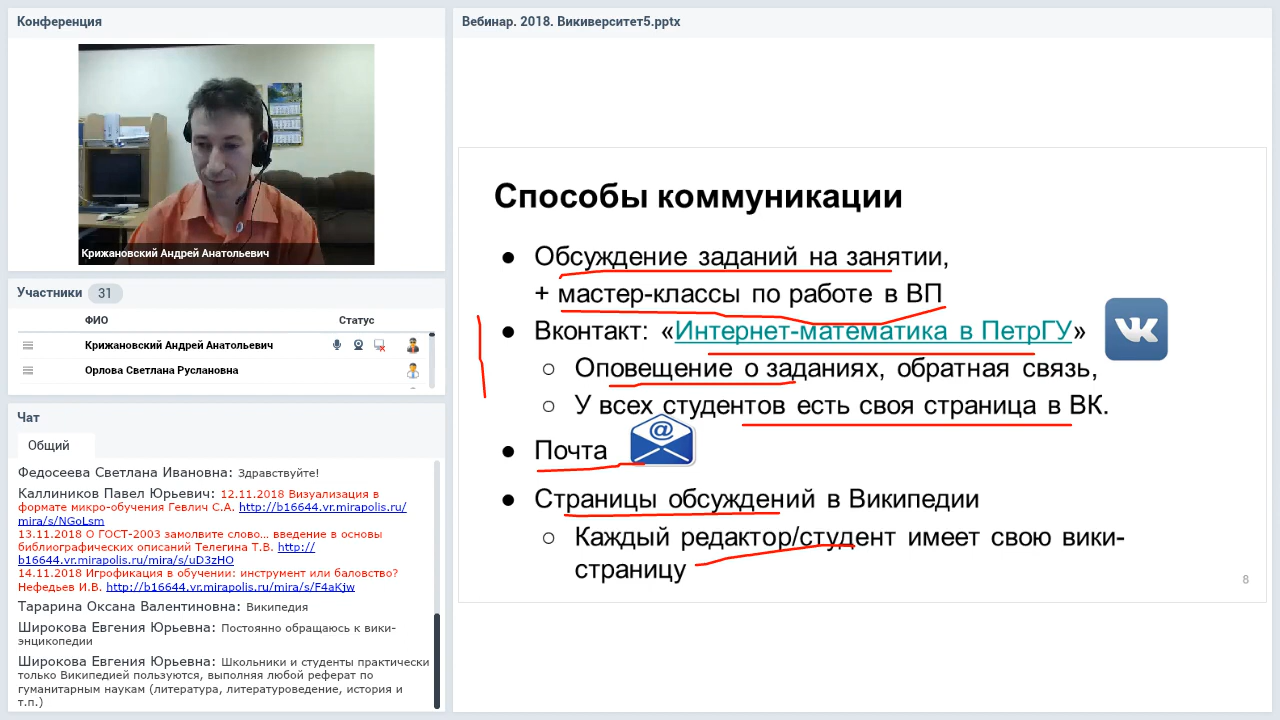 Конференция
Крижановский Андрей Анатольевич
Участники 31
ФИО Статус
Крижановский Андрей Анатольевич
Орлова Светлана Руслановна
Чат
Общий
Федосеева Светлана Ивановна: Здравствуйте!
Каллиников Павел Юрьевич: 12.11.2018 Визуализация в
формате микро-обучения Гевлич С.А. http://b16644.vr.mirapolis.ru/
mira/s/NGoLsm
13.11.2018 О ГОСТ-2003 замолвите слово... введение в основы
библиографических описаний Телегина Т.В. http://
b16644.vr.mirapolis.ru/mira/s/uD3zHO
14.11.2018 Игрофикация в обучении: инструмент или баловство?
Нефедьев И.В. http://b16644.vr.mirapolis.ru/mira/s/F4aKjw
Тарарина Оксана Валентиновна: Википедия
Широкова Евгения Юрьевна: Постоянно обращаюсь к вики-
энцикопедии
Широкова Евгения Юрьевна: Школьники и студенты практически
только Википедией пользуются, выполняя любой реферат по
гуманитарным наукам (литература, литературоведение, история и
т.п.)
Вебинар. 2018. Викиверситет5.pptx
Способы коммуникации
● Обсуждение заданий на занятии,
+ мастер-классы по работе в ВП
● Вконтакт: «Интернет-математика в ПетрГУ»
○ Оповещение о заданиях, обратная связь,
○ У всех студентов есть своя страница в ВК.
● Почта
● Страницы обсуждений в Википедии
○ Каждый редактор/студент имеет свою вики-
страницу
8